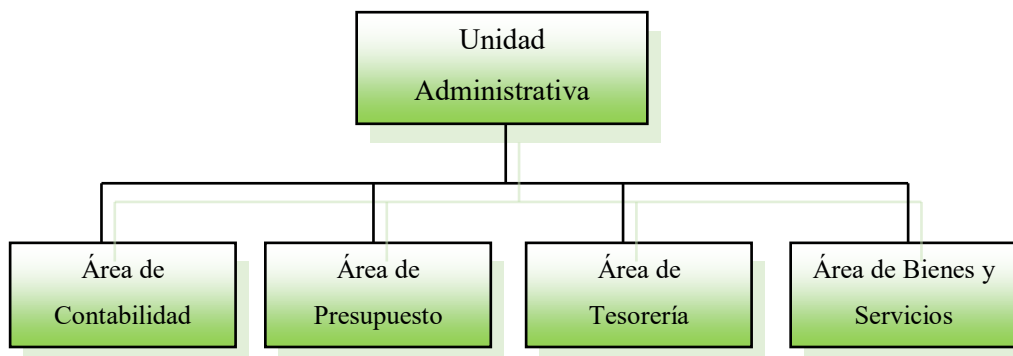 Unidad
Administrativa
Área de
Contabilidad
Área de
Presupuesto
Área de
Tesorería
Área de Bienes y
Servicios